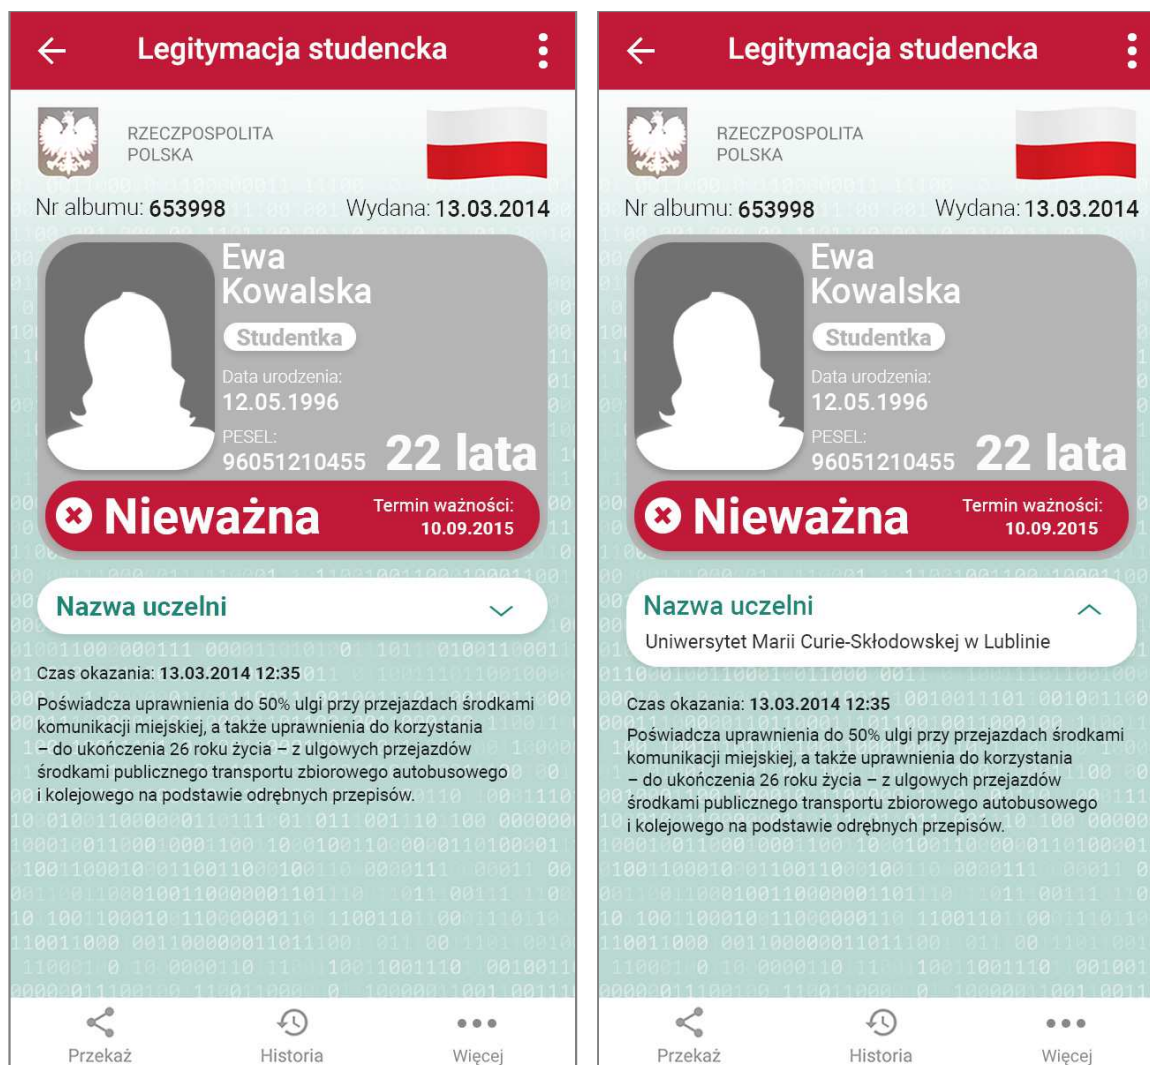 Legitymacja studencka
RZECZPOSPOLITA
POLSKA
Nr albumu: 653998 Wydana: 13.03.2014
Ewa
Kowalska
Studentka
Data urodzenia:
12.05.1996
PESEL:
96051210455 22 lata
Nieważna Termin ważności:
10.09.2015
Nazwa uczelni
Czas okazania: 13.03.2014 12:35
Poświadcza uprawnienia do 50% ulgi przy przejazdach środkami
komunikacji miejskiej, a także uprawnienia do korzystania
– do ukończenia 26 roku życia – z ulgowych przejazdów
środkami publicznego transportu zbiorowego autobusowego
i kolejowego na podstawie odrębnych przepisów.
Przekaż Historia Więcej
Legitymacja studencka
RZECZPOSPOLITA
POLSKA
Nr albumu: 653998 Wydana: 13.03.2014
Ewa
Kowalska
Studentka
Data urodzenia:
12.05.1996
PESEL:
96051210455 22 lata
Nieważna Termin ważności:
10.09.2015
Nazwa uczelni
Uniwersytet Marii Curie-Skłodowskej w Lublinie
Czas okazania: 13.03.2014 12:35
Poświadcza uprawnienia do 50% ulgi przy przejazdach środkami
komunikacji miejskiej, a także uprawnienia do korzystania
– do ukończenia 26 roku życia – z ulgowych przejazdów
środkami publicznego transportu zbiorowego autobusowego
i kolejowego na podstawie odrębnych przepisów.
Przekaż Historia Więcej